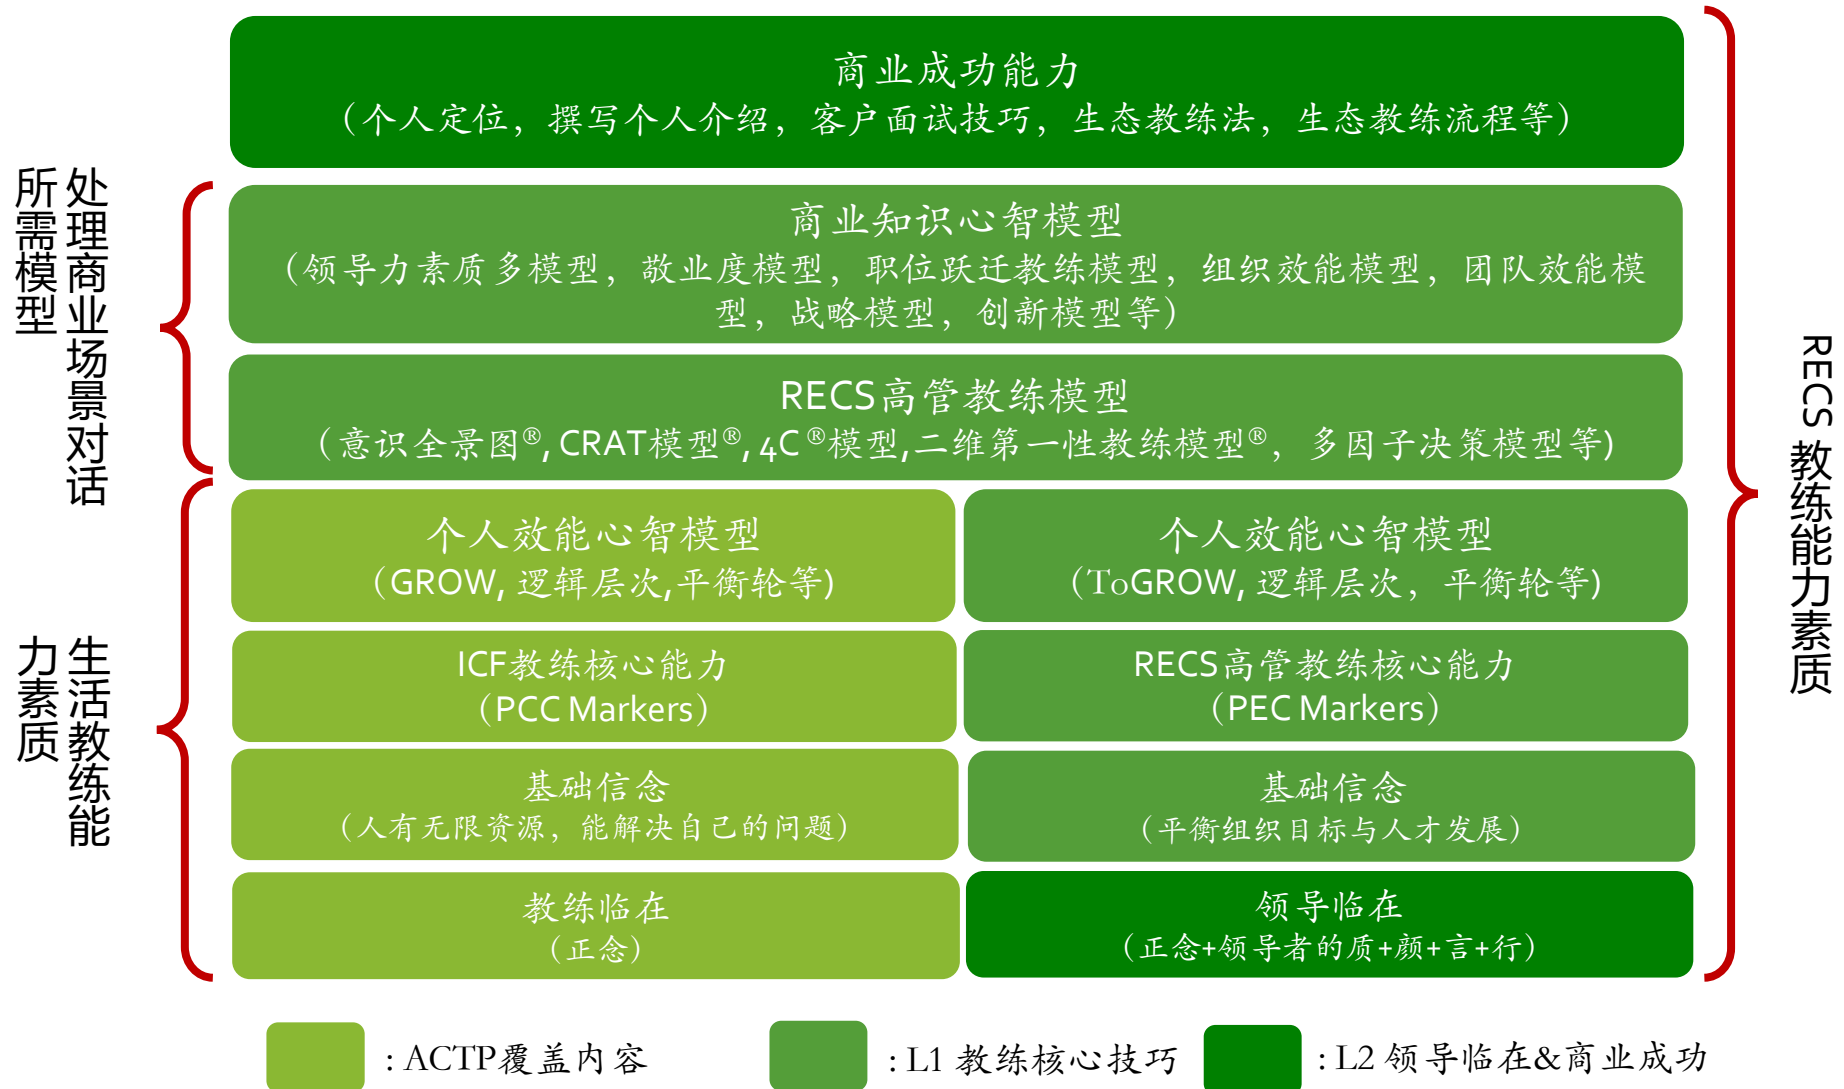 商业成功能力
（个人定位，撰写个人介绍，客户面试技巧，生态教练法，生态教练流程等）
处理商业场景对话
所需模型
商业知识心智模型
（领导力素质多模型，敬业度模型，职位跃迁教练模型，组织效能模型，团队效能模
型，战略模型，创新模型等）
RECS高管教练模型
（意识全景图®, CRAT模型®, 4C ®模型,二维第一性教练模型®，多因子决策模型等)
生活教练能
力素质
个人效能心智模型
（GROW, 逻辑层次,平衡轮等)
个人效能心智模型
（ToGROW, 逻辑层次，平衡轮等)
ICF教练核心能力
（PCC Markers）
RECS高管教练核心能力
（PEC Markers）
基础信念
（人有无限资源，能解决自己的问题）
基础信念
（平衡组织目标与人才发展）
教练临在
（正念）
领导临在
（正念+领导者的质+颜+言+行）
RECS 教练能力素质
: ACTP覆盖内容
: L1 教练核心技巧
: L2 领导临在&商业成功